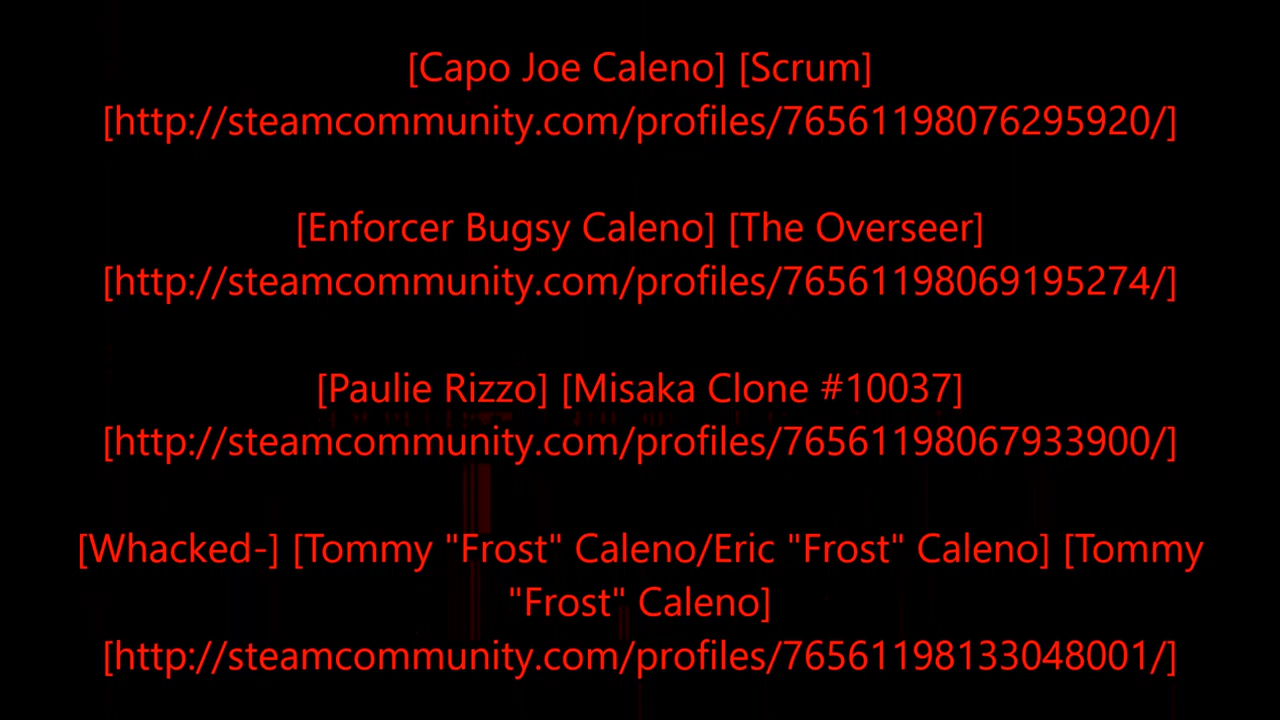 [Capo Joe Caleno] [Scrum]
[http://steamcommunity.com/profiles/76561198076295920/]
[Enforcer Bugsy Caleno] [The Overseer]
[http://steamcommunity.com/profiles/76561198069195274/]
[Paulie Rizzo] [Misaka Clone #10037]
[http://steamcommunity.com/profiles/76561198067933900/]
[Whacked-] [Tommy "Frost" Caleno/Eric "Frost" Caleno] [Tommy
"Frost" Caleno]
[http://steamcommunity.com/profiles/76561198133048001/]